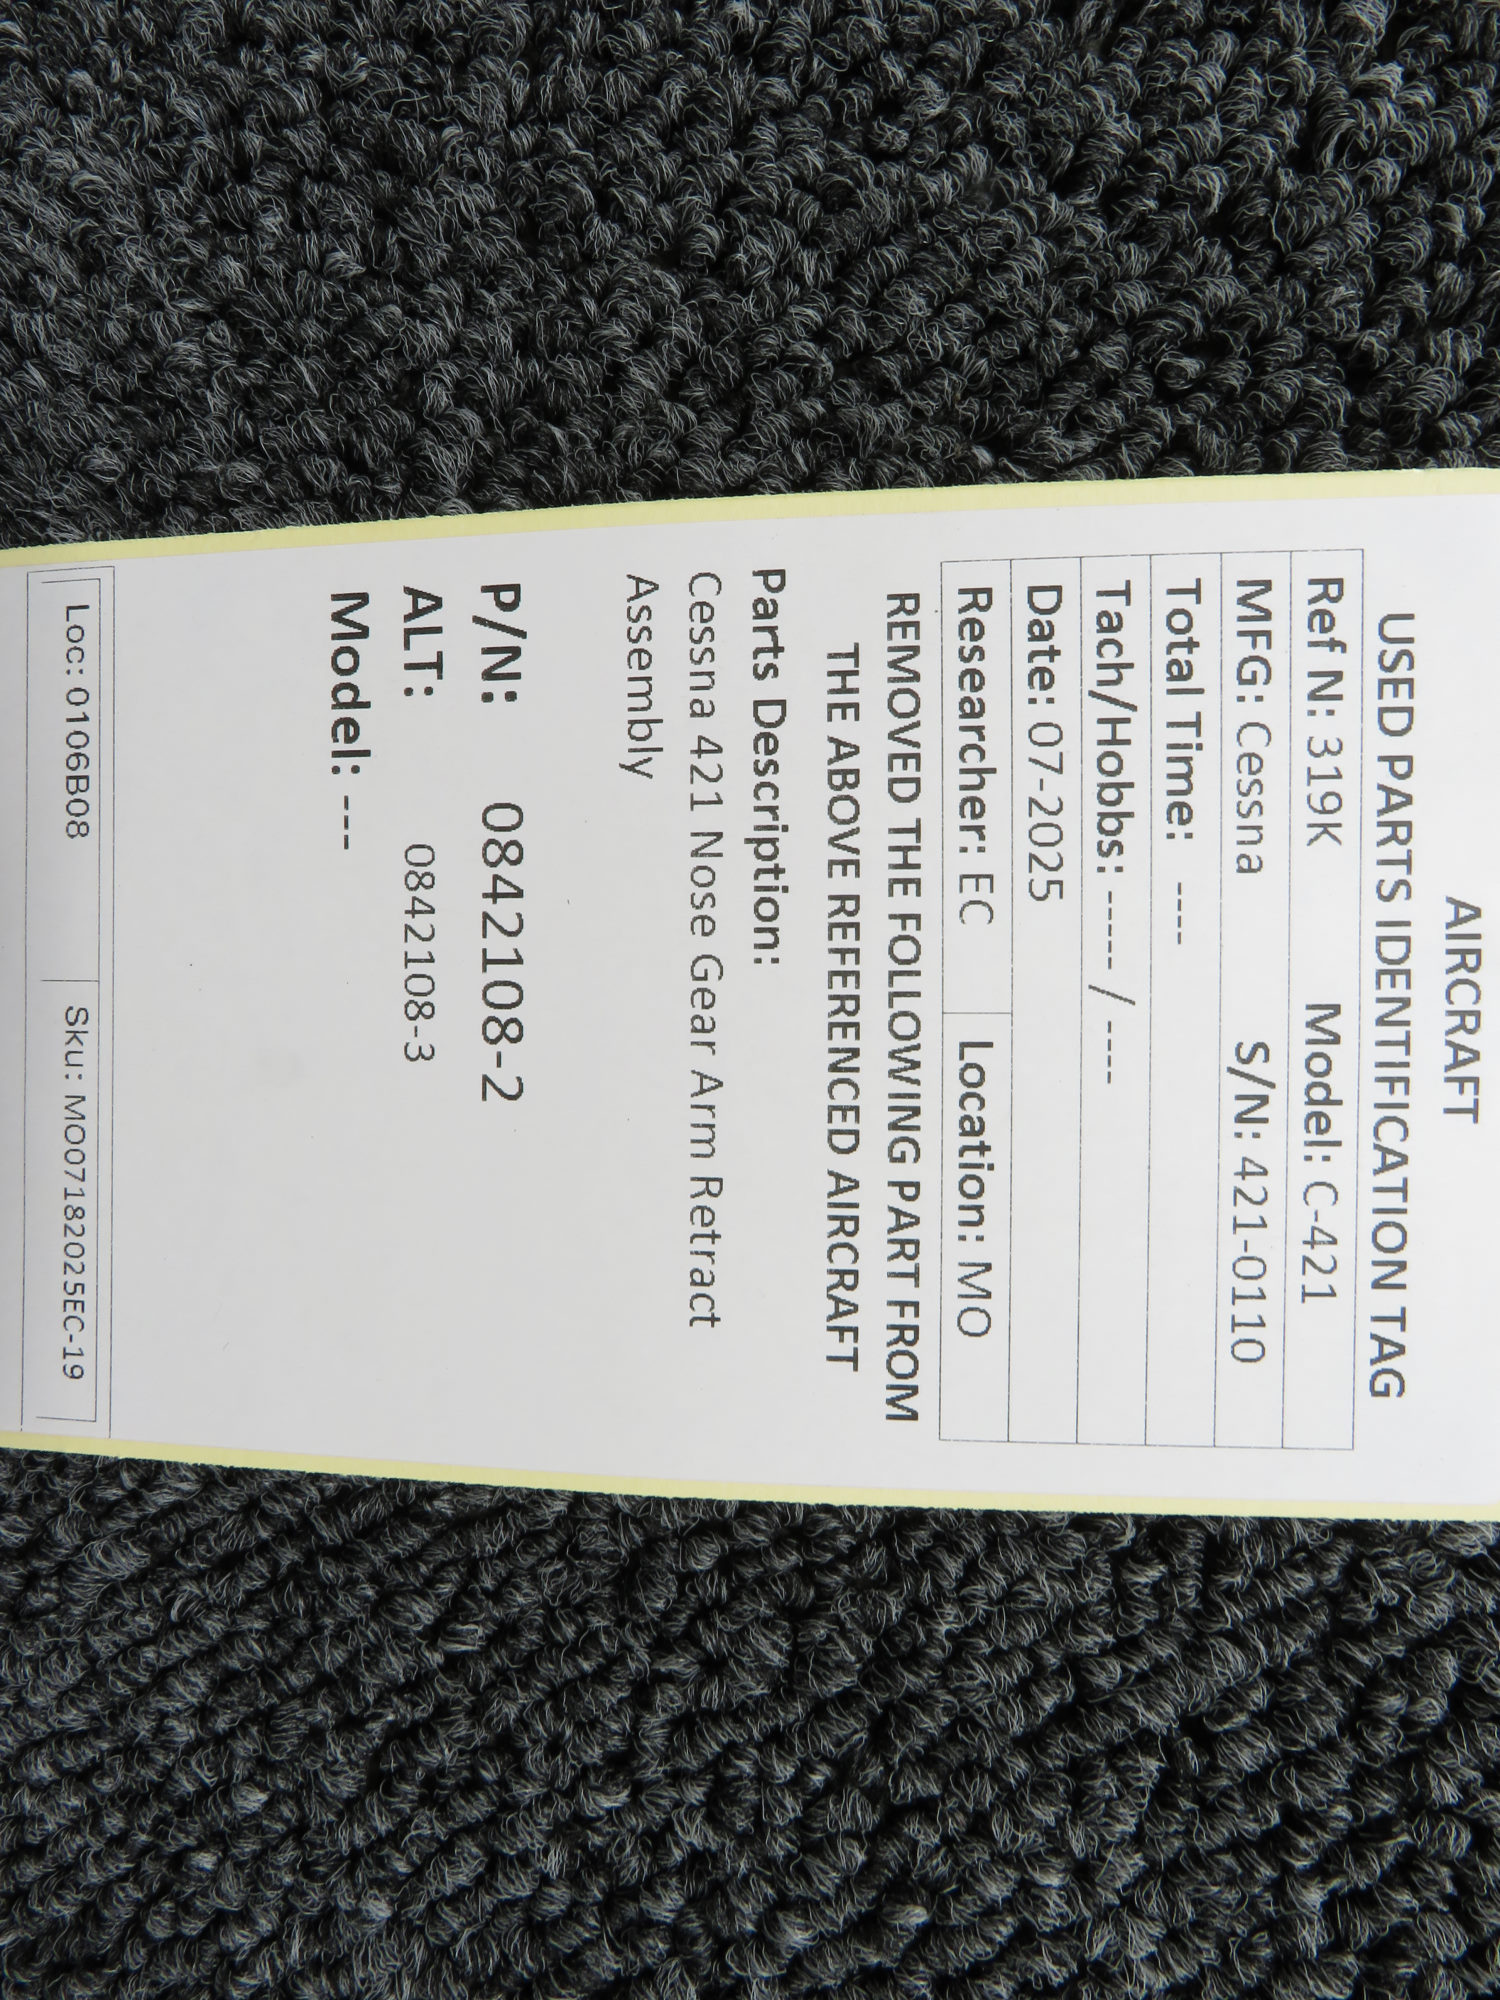 AIRCRAFT
USED PARTS IDENTIFICATION TAG
Ref N: 319K Model: C-421
MFG: Cessna S/N: 421-0110
Total Time: ----
Tach/Hobbs: ----- / ----
Date: 07-2025
Researcher: EC Location: MO
REMOVED THE FOLLOWING PART FROM
THE ABOVE REFERENCED AIRCRAFT
Parts Description:
Cessna 421 Nose Gear Arm Retract
Assembly
P/N: 0842108-2
ALT: 0842108-3
Model: ---
Loc: 0106B08 Sku: MO07182025EC-19